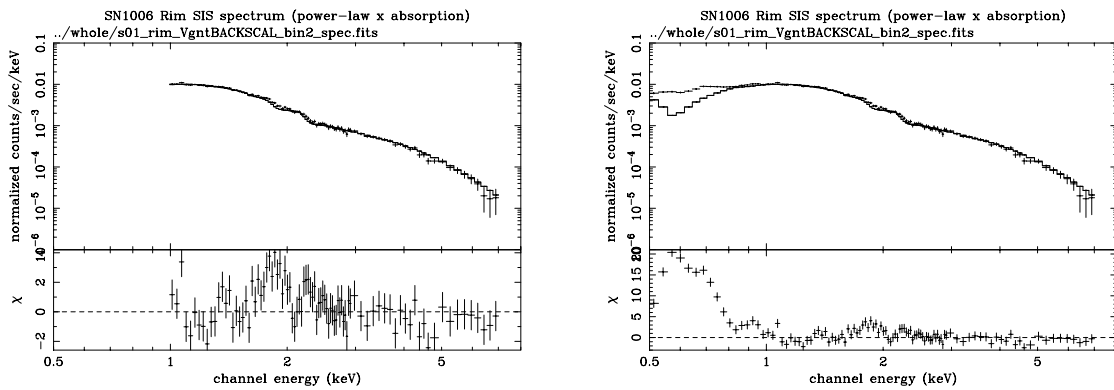 SN1006 Rim SIS spectrum (power-law x absorption)
../whole/s01_rim_VgntBACKSCAL_bin2_spec.fits
normalized counts/sec/keV
0.1
0.01
10⁻³
10⁻⁴
10⁻⁵
10⁻⁶
χ
2
0
−2
0.5
1
2
5
channel energy (keV)
SN1006 Rim SIS spectrum (power-law x absorption)
../whole/s01_rim_VgntBACKSCAL_bin2_spec.fits
normalized counts/sec/keV
0.1
0.01
10⁻³
10⁻⁴
10⁻⁵
10⁻⁶
χ
20
15
10
5
0
0.5
1
2
5
channel energy (keV)